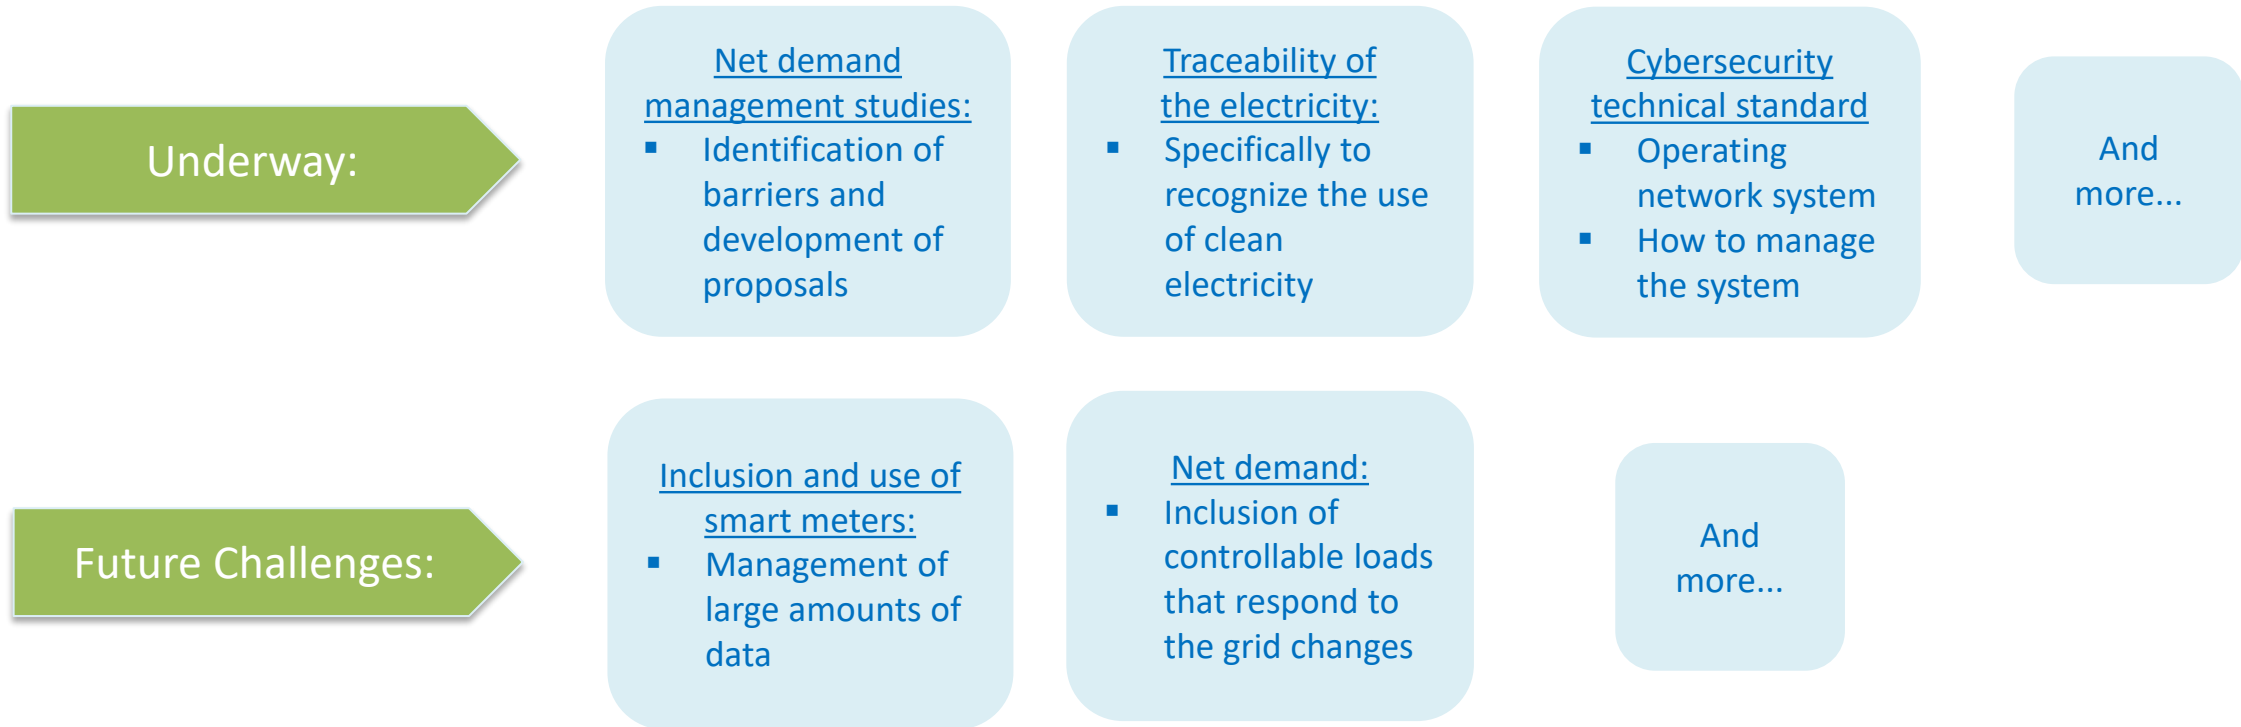 Underway:
Net demand
management studies:
▪ Identification of
barriers and
development of
proposals
Traceability of
the electricity:
▪ Specifically to
recognize the use
of clean
electricity
Cybersecurity
technical standard
▪ Operating
network system
▪ How to manage
the system
And
more...
Future Challenges:
Inclusion and use of
smart meters:
▪ Management of
large amounts of
data
Net demand:
▪ Inclusion of
controllable loads
that respond to
the grid changes
And
more...